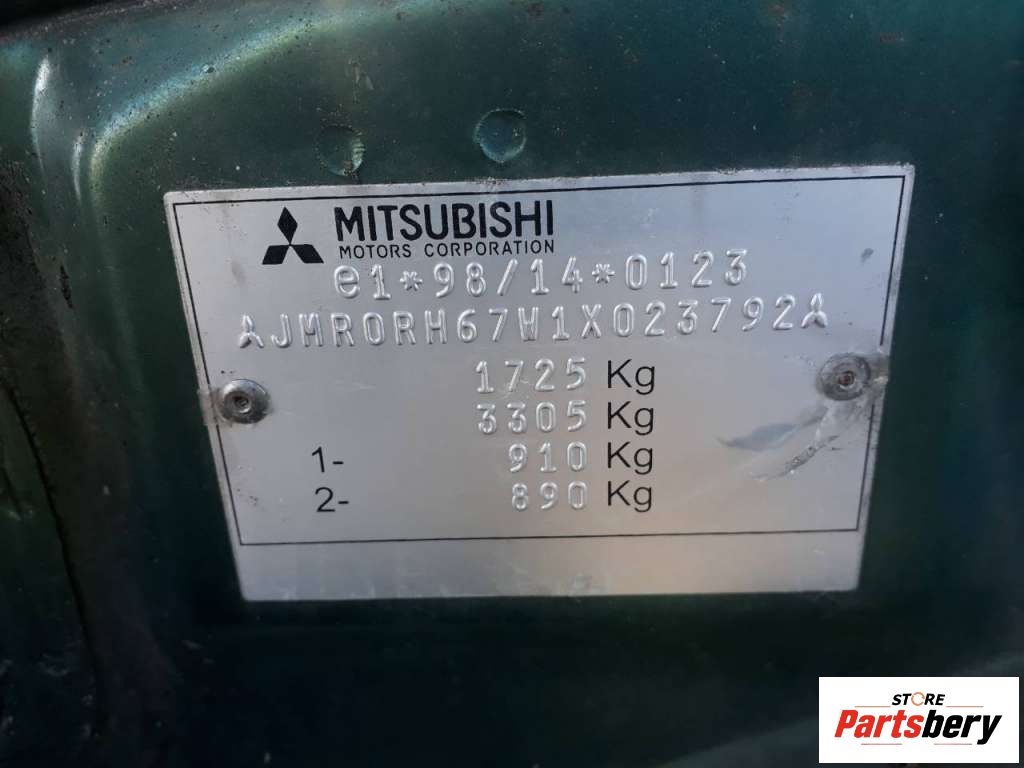 MITSUBISHI
MOTORS CORPORATION
e1*98/14*0123
JMR0RH67W1X023792
1725 Kg
3305 Kg
1- 910 Kg
2- 890 Kg
STORE
Partsbery